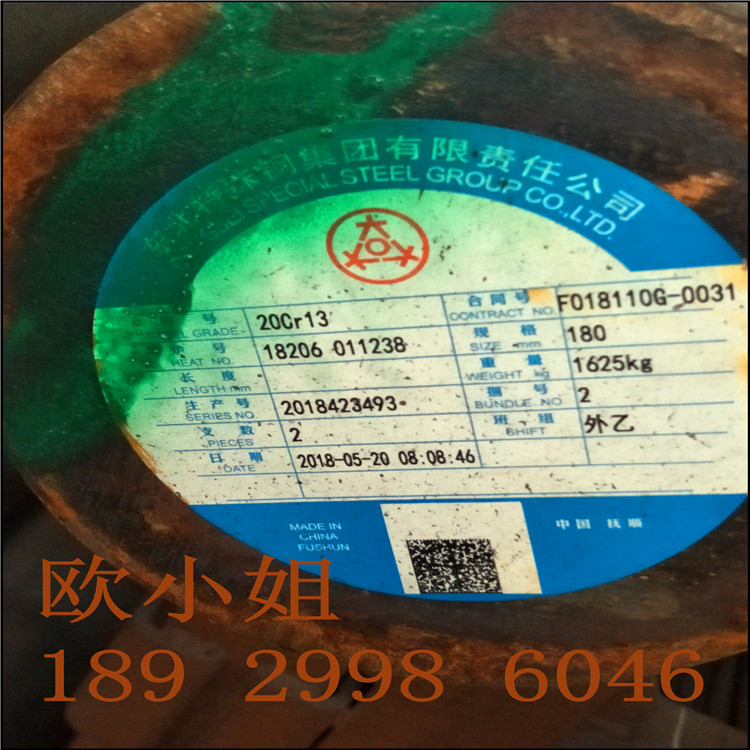 东北特殊钢集团有限责任公司
SPECIAL STEEL GROUP CO.,LTD.
号 20Cr13 合同号 F018110G-0031
GRADE CONTRACT NO.
炉号 18206 011238 规格 180
HEAT NO. SIZE mm
长度 重量 1625kg
LENGTH mm WEIGHT kg
生产号 2018423493 捆号 2
SERIES NO BUNDLE NO.
支数 2 班组 外乙
PIECES SHIFT
日期 2018-05-20 08:08:46
DATE
MADE IN
CHINA
FUSHUN
中国 抚顺
欧小姐
189 2998 6046